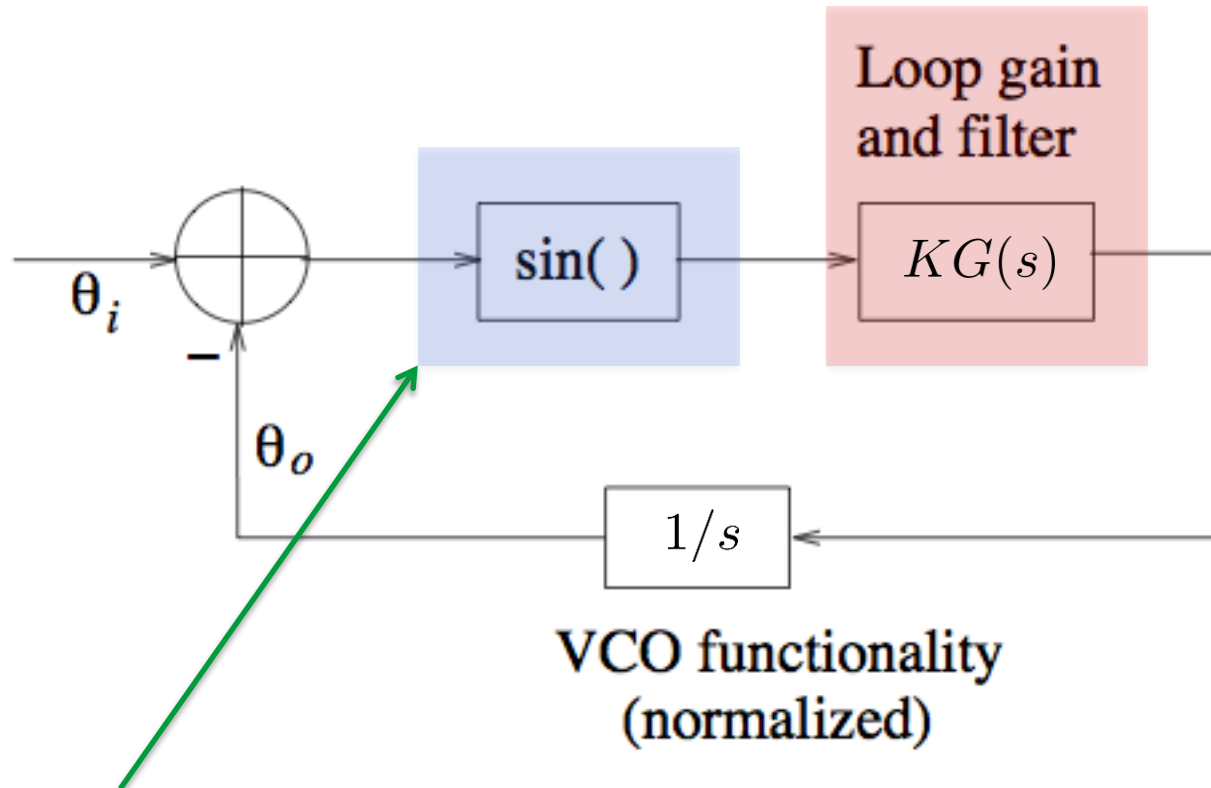 Loop gain
and filter
sin( )
KG(s)
θi
−
θo
1/s
VCO functionality
(normalized)